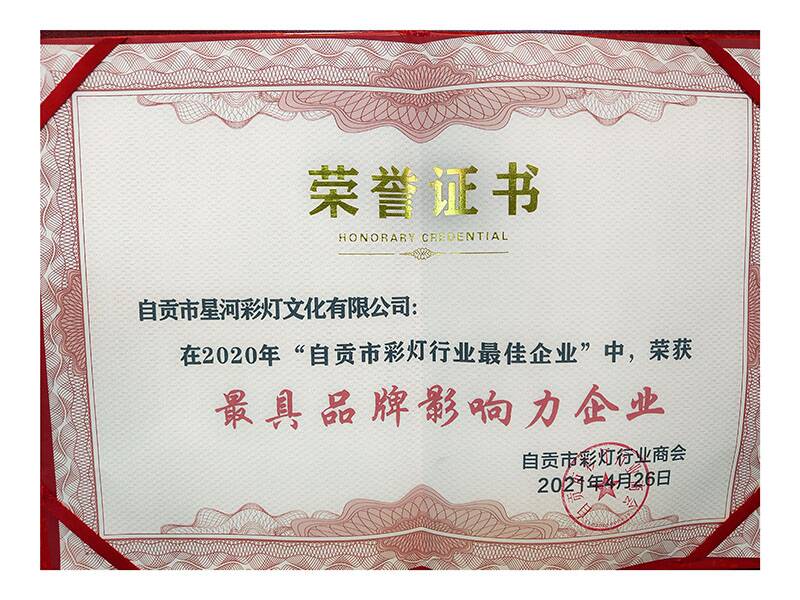 荣誉证书
HONORARY CREDENTIAL
自贡市星河彩灯文化有限公司:
在2020年“自贡市彩灯行业最佳企业”中，荣获
最具品牌影响力企业
自贡市彩灯行业商会
2021年4月26日